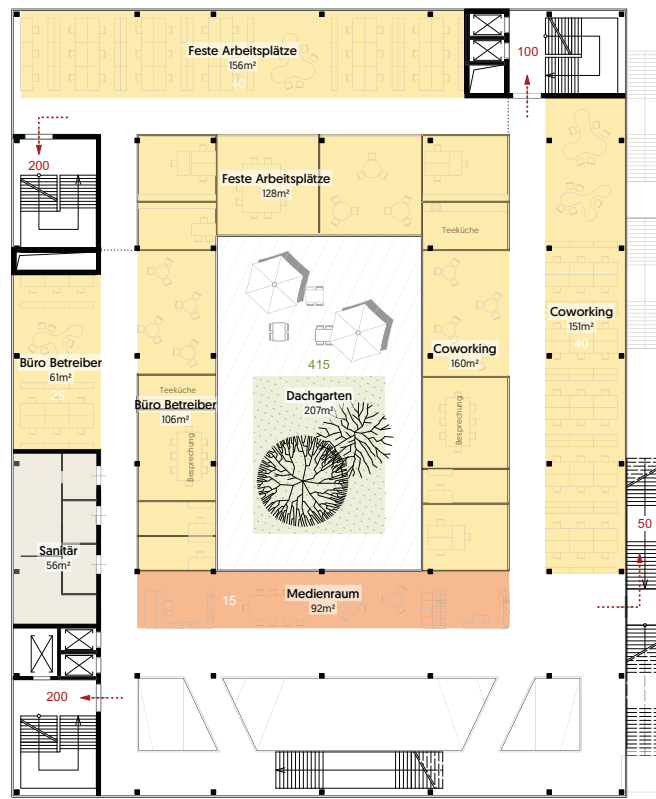 Feste Arbeitsplätze
156m²
40
100
200
Feste Arbeitsplätze
128m²
Teeküche
Coworking
151m²
40
Coworking
160m²
415
Büro Betreiber
61m²
25
Teeküche
Büro Betreiber
106m²
Dachgarten
207m²
Besprechung
Besprechung
50
Sanitär
56m²
Medienraum
92m²
15
200